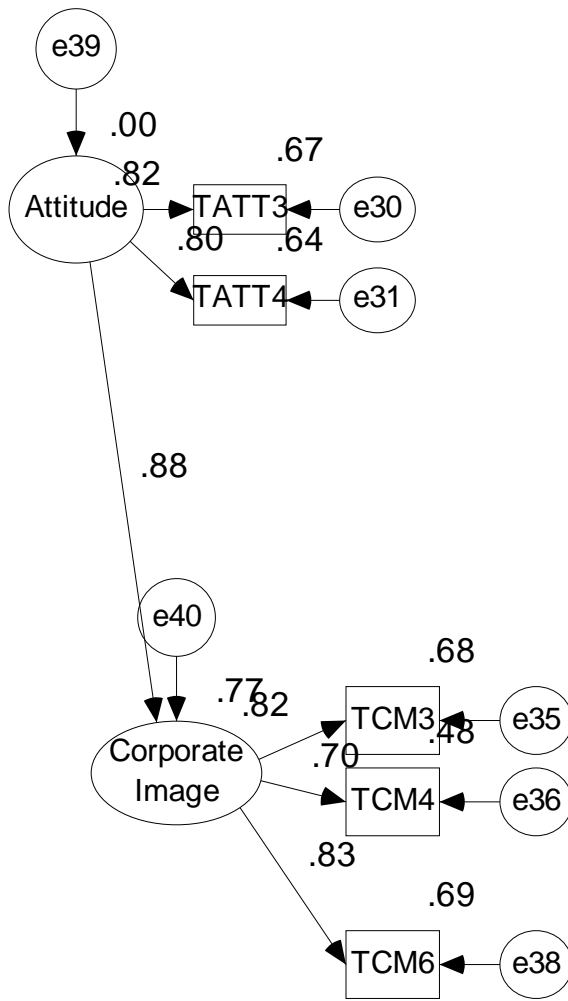 e39
.00
.67
.82
Attitude
TATT3
e30
.80
.64
TATT4
e31
.88
e40
.68
.77
.82
TCM3
e35
.48
Corporate
Image
.70
TCM4
e36
.83
.69
TCM6
e38